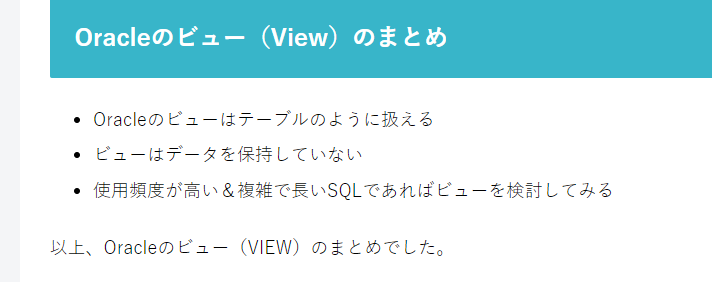 Oracleのビュー（View）のまとめ
Oracleのビューはテーブルのように扱える
ビューはデータを保持していない
使用頻度が高い＆複雑で長いSQLであればビューを検討してみる
以上、Oracleのビュー（VIEW）のまとめでした。